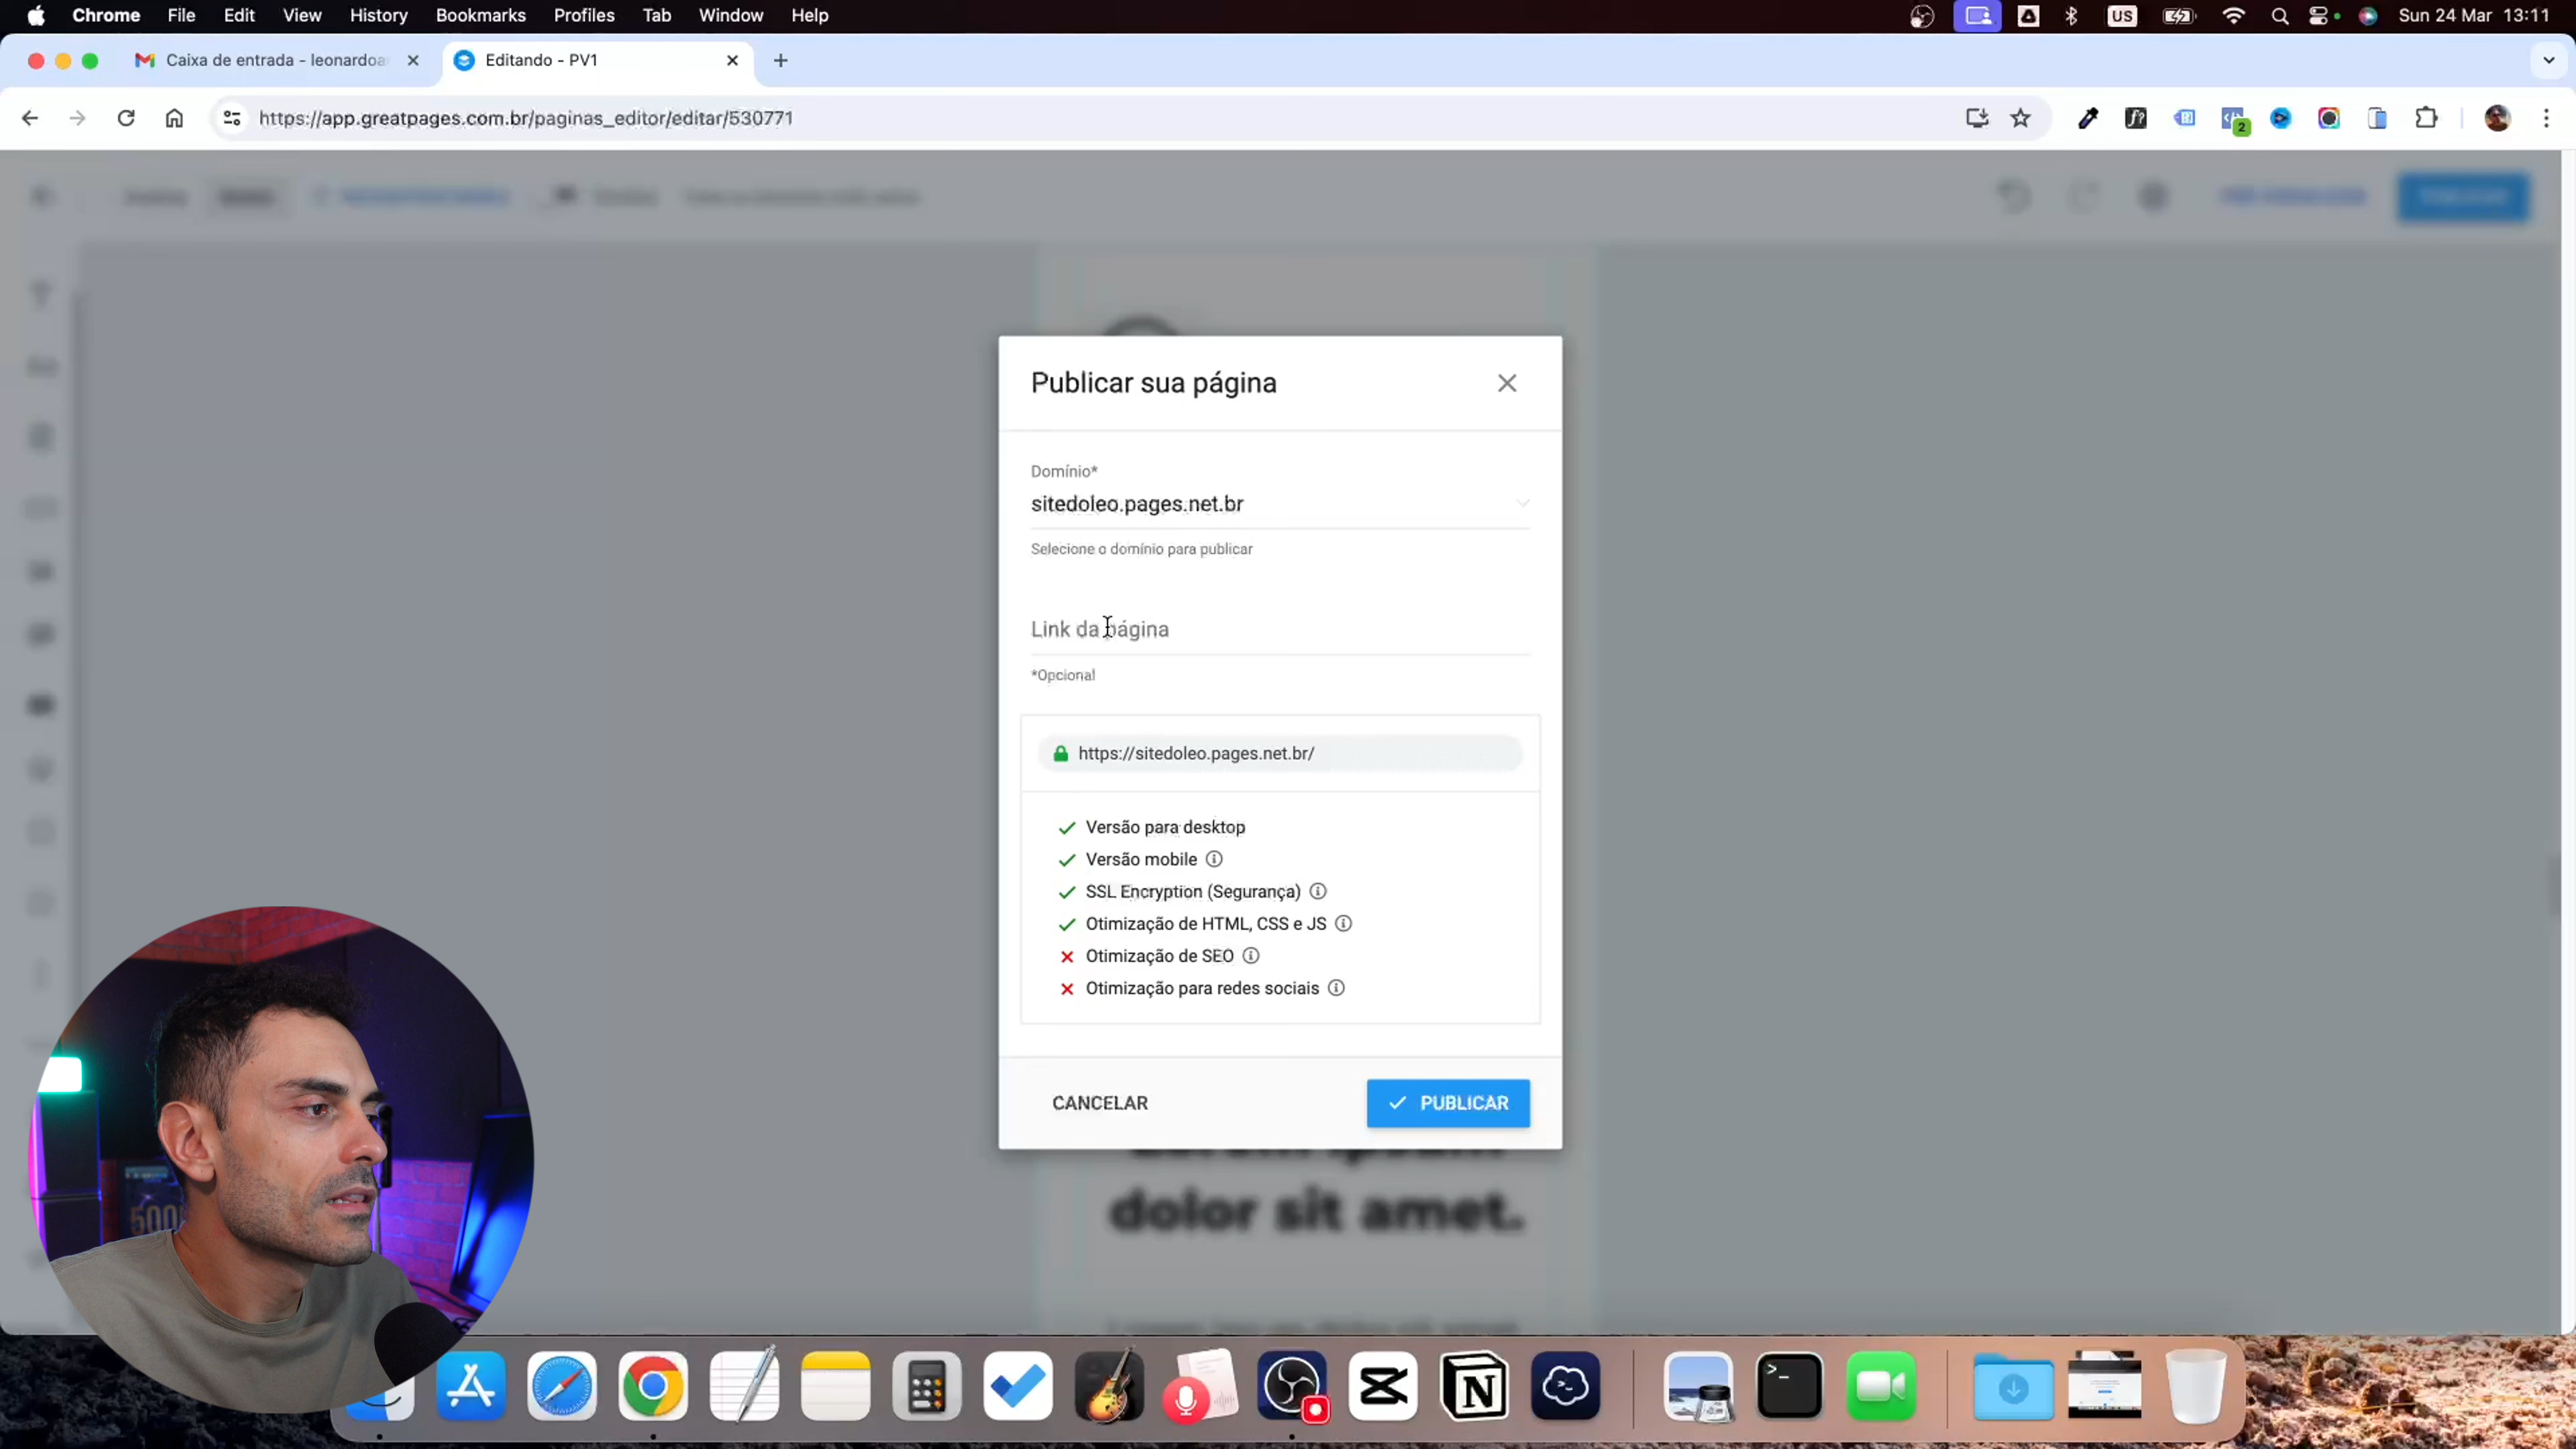 Chrome File Edit View History Bookmarks Profiles Tab Window Help
US
Sun 24 Mar 13:11
Caixa de entrada - leonardoa
Editando - PV1
https://app.greatpages.com.br/paginas_editor/editar/530771
2
Publicar sua página
Domínio*
sitedoleo.pages.net.br
Selecione o domínio para publicar
Link da página
*Opcional
https://sitedoleo.pages.net.br/
Versão para desktop
Versão mobile
SSL Encryption (Segurança)
Otimização de HTML, CSS e JS
Otimização de SEO
Otimização para redes sociais
CANCELAR
PUBLICAR
dolor sit amet.